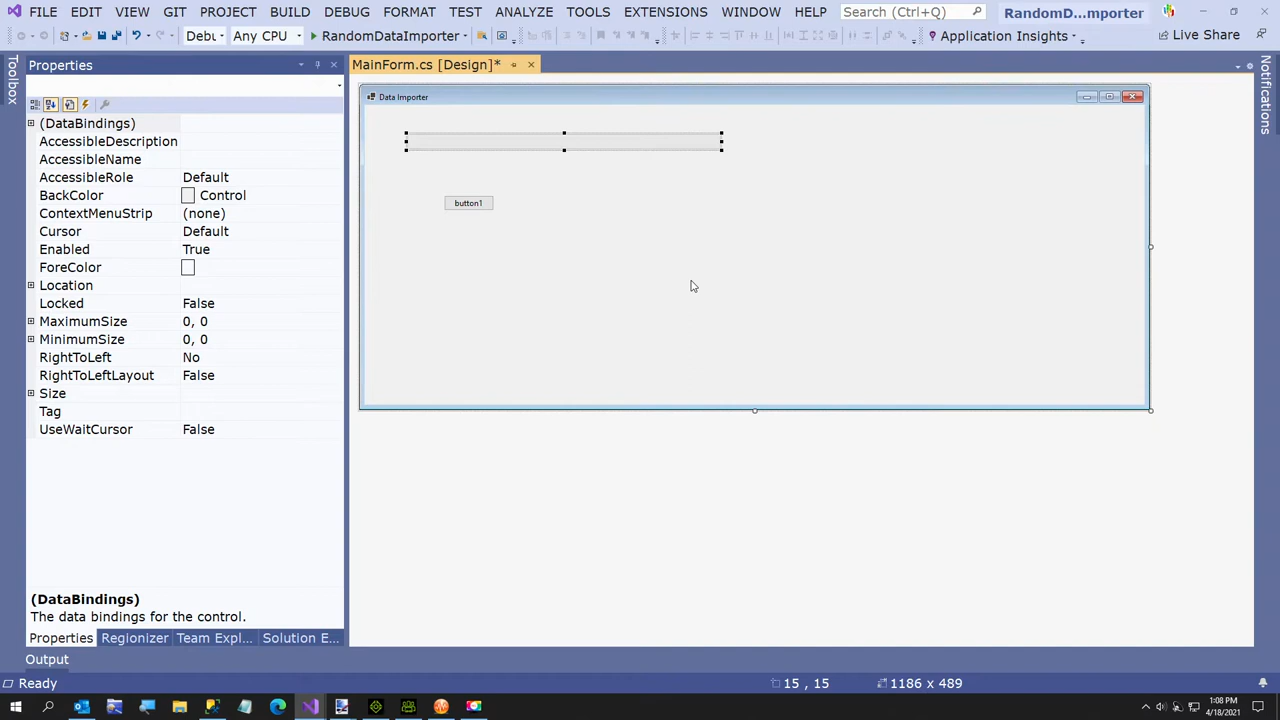 FILE EDIT VIEW GIT PROJECT BUILD DEBUG FORMAT TEST ANALYZE TOOLS EXTENSIONS WINDOW HELP Search (Ctrl+Q) RandomD...mporter
Debu Any CPU RandomDataImporter Application Insights Live Share
Toolbox
Properties
MainForm.cs [Design]*
Notifications
Data Importer
(DataBindings)
AccessibleDescription
AccessibleName
AccessibleRole Default
BackColor Control
ContextMenuStrip (none)
Cursor Default
Enabled True
ForeColor
Location
Locked False
MaximumSize 0, 0
MinimumSize 0, 0
RightToLeft No
RightToLeftLayout False
Size
Tag
UseWaitCursor False
button1
(DataBindings)
The data bindings for the control.
Properties Regionizer Team Expl... Solution E...
Output
Ready 15 , 15 1186 x 489
1:08 PM
4/18/2021